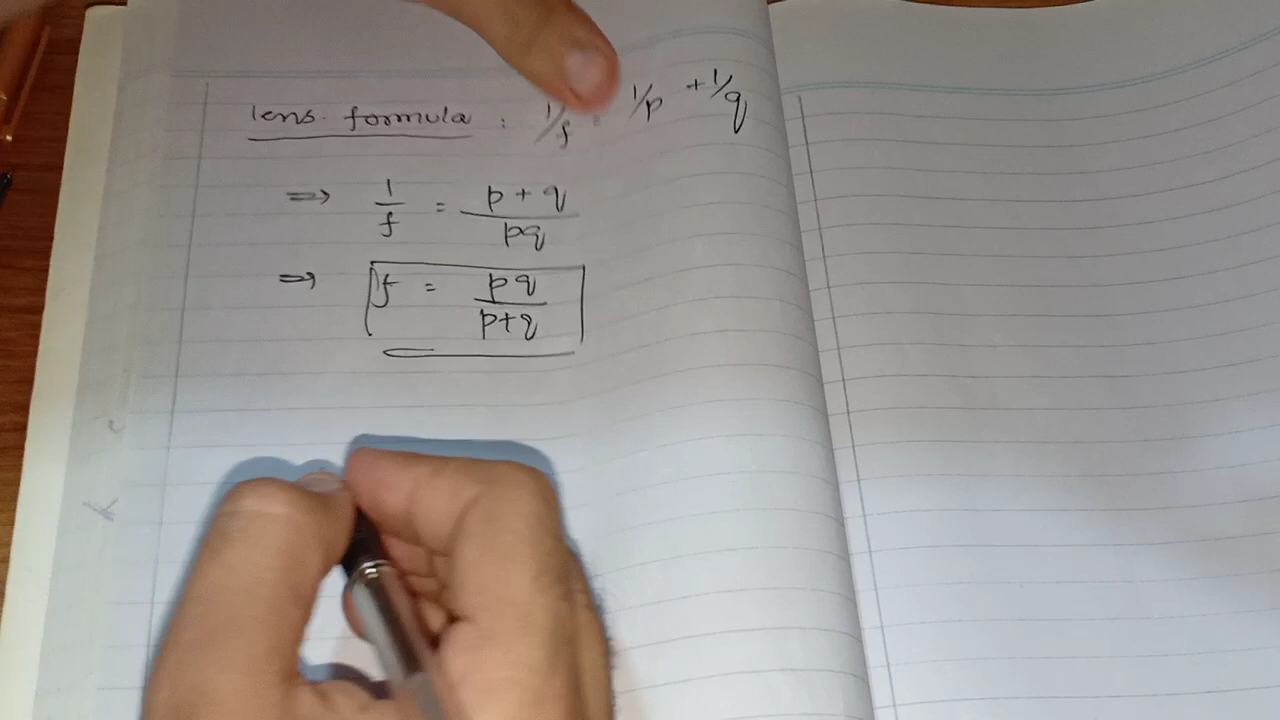 lens. formula : 1/f = 1/p + 1/q
⇒ 1/f = p + q / pq
⇒ f = pq / p+q